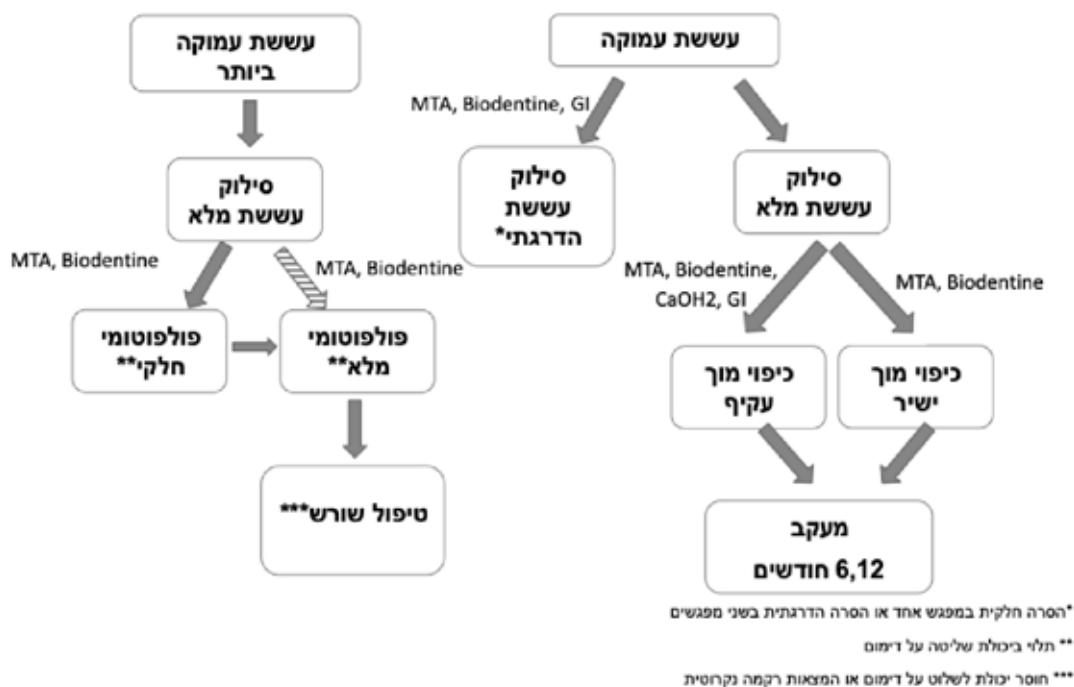 עששת עמוקה
ביותר
סילוק
עששת מלא
MTA, Biodentine
MTA, Biodentine
פולפוטומי
חלקי**
פולפוטומי
מלא**
טיפול שורש***
עששת עמוקה
MTA, Biodentine, GI
סילוק
עששת
הדרגתי*
סילוק
עששת מלא
MTA, Biodentine,
CaOH2, GI
MTA, Biodentine
כיפוי מוך
עקיף
כיפוי מוך
ישיר
מעקב
6,12 חודשים
*הסרה חלקית במפגש אחד או הסרה הדרגתית בשני מפגשים
** תלוי ביכולת שליטה על דימום
*** חוסר יכולת לשלוט על דימום או המצאות רקמה נקרוטית